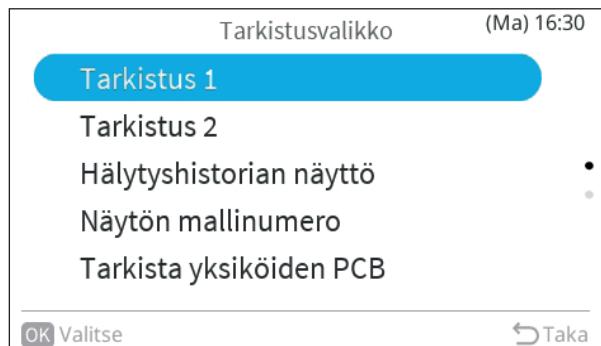 Tarkistusvalikko
(Ma) 16:30
Tarkistus 1
Tarkistus 2
Hälytyshistorian näyttö
Näytön mallinumero
Tarkista yksiköiden PCB
OK Valitse
Taka